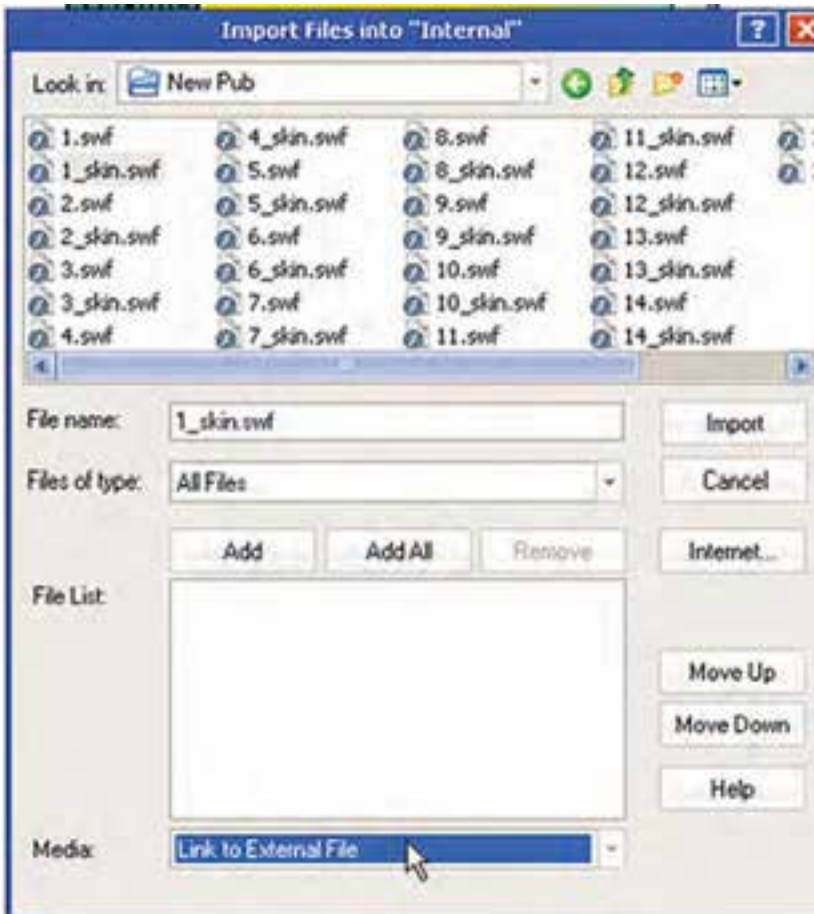 Import Files into "Internal"
Look in: New Pub
1.swf 4_skin.swf 8.swf 11_skin.swf
1_skin.swf 5.swf 8_skin.swf 12.swf
2.swf 5_skin.swf 9.swf 12_skin.swf
2_skin.swf 6.swf 9_skin.swf 13.swf
3.swf 6_skin.swf 10.swf 13_skin.swf
3_skin.swf 7.swf 10_skin.swf 14.swf
4.swf 7_skin.swf 11.swf 14_skin.swf
File name: 1_skin.swf Import
Files of type: All Files Cancel
Add Add All Remove Internet...
File List:
Move Up
Move Down
Help
Media: Link to External File